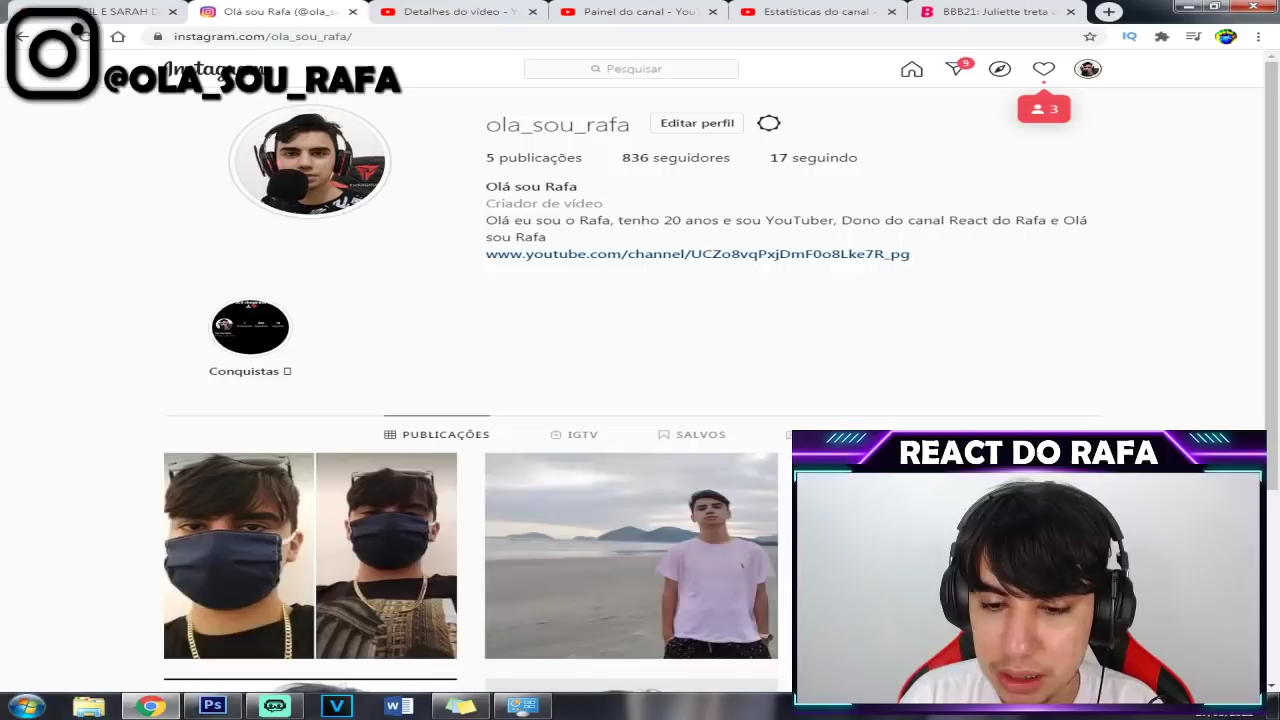 Olá sou Rafa (@ola_s
Detalhes do vídeo - Y
Painel do canal - You
Estatísticas do canal -
BBB21: Juliette treta c
instagram.com/ola_sou_rafa/
IQ
@OLA_SOU_RAFA
Pesquisar
9
3
ola_sou_rafa
Editar perfil
5 publicações
836 seguidores
17 seguindo
Olá sou Rafa
Criador de vídeo
Olá eu sou o Rafa, tenho 20 anos e sou YouTuber, Dono do canal React do Rafa e Olá
sou Rafa
www.youtube.com/channel/UCZo8vqPxjDmF0o8Lke7R_pg
Conquistas
PUBLICAÇÕES
IGTV
SALVOS
REACT DO RAFA
Ps
V
W